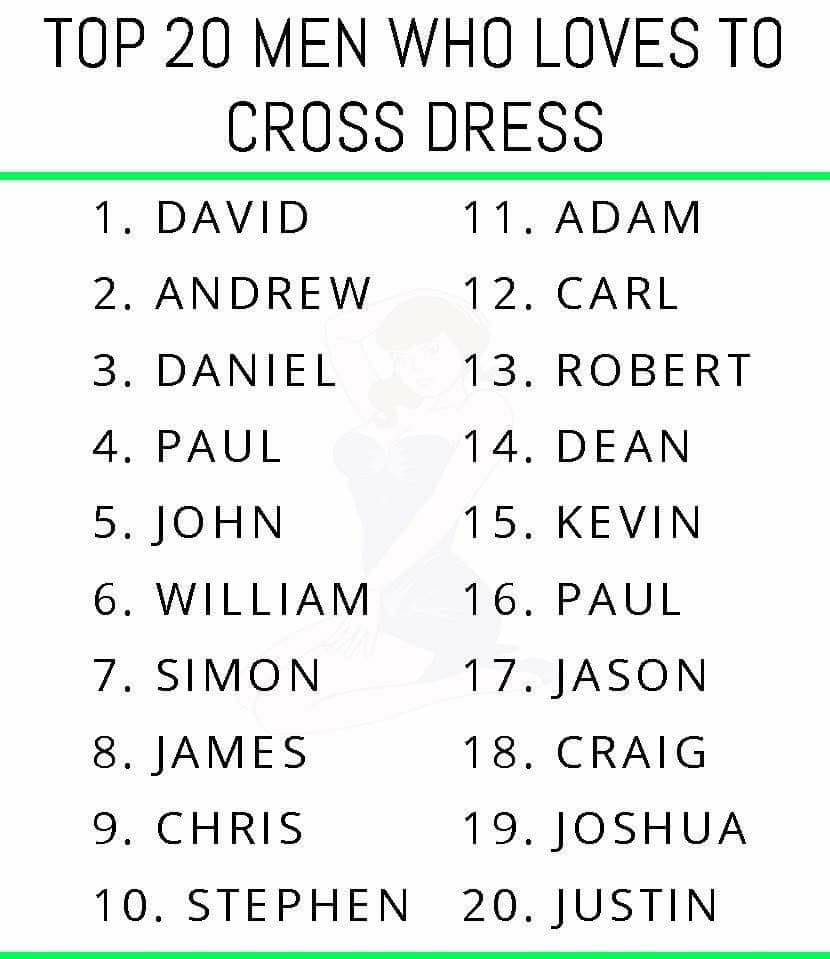 TOP 20 MEN WHO LOVES TO
CROSS DRESS
1. DAVID
2. ANDREW
3. DANIEL
4. PAUL
5. JOHN
6. WILLIAM
7. SIMON
8. JAMES
9. CHRIS
10. STEPHEN
11. ADAM
12. CARL
13. ROBERT
14. DEAN
15. KEVIN
16. PAUL
17. JASON
18. CRAIG
19. JOSHUA
20. JUSTIN